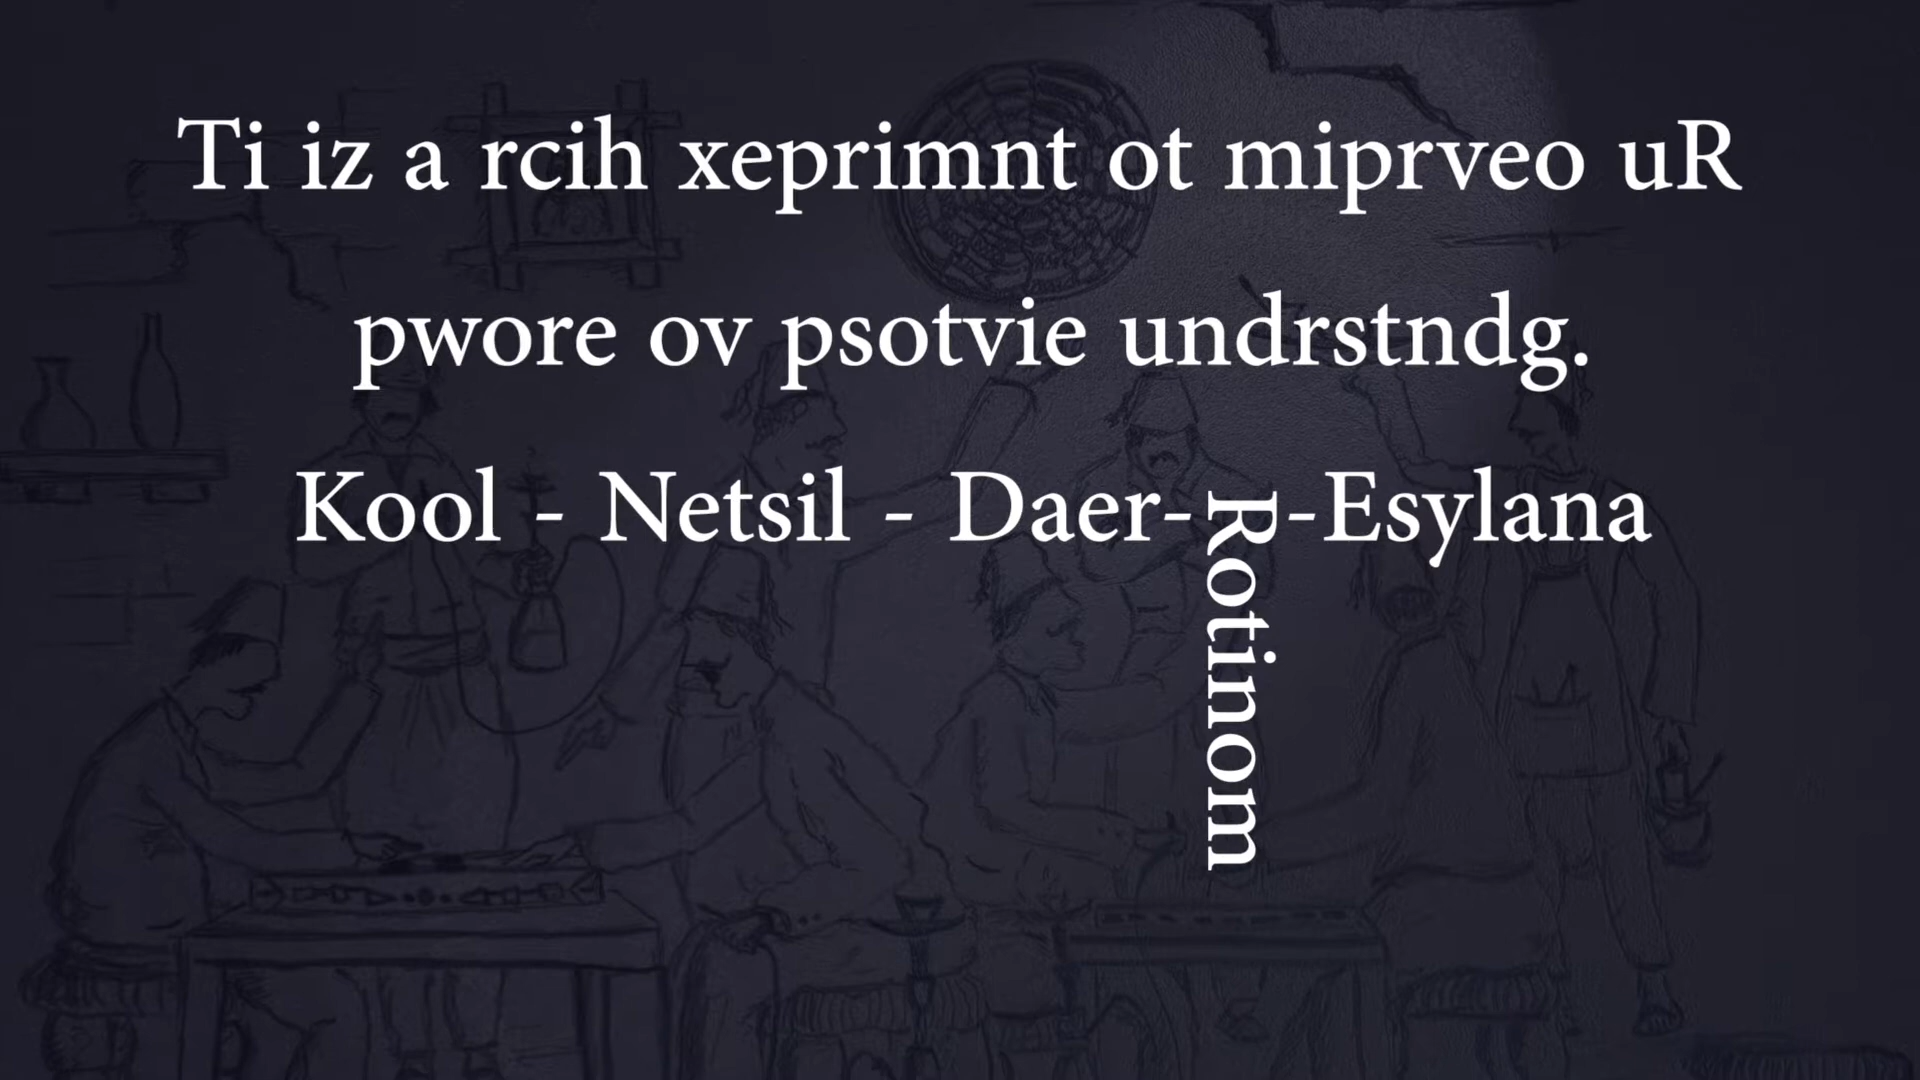 Ti iz a rcih xeprimnt ot miprveo uR
pwore ov psotvie undrstndg.
Kool - Netsil - Daer- -Esylana
Rotinom